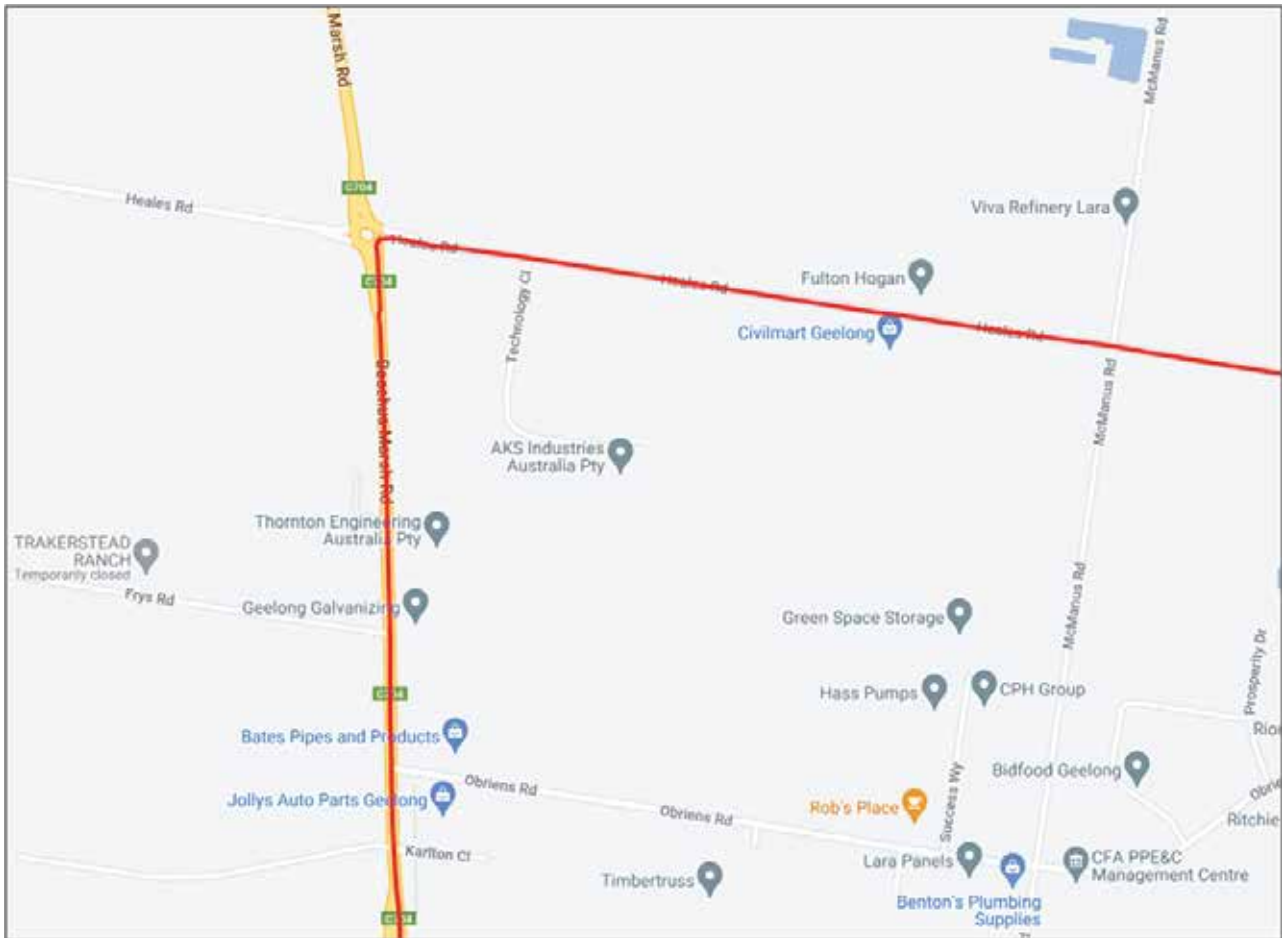 Marsh Rd
McManus Rd
C704
Heales Rd
Viva Refinery Lara
Heales Rd
C704
Technology Cl
Heales Rd
Fulton Hogan
Heales Rd
Civilmart Geelong
McManus Rd
Bacchus Marsh Rd
AKS Industries
Australia Pty
Thornton Engineering
Australia Pty
TRAKERSTEAD
RANCH
Temporarily closed
Frys Rd
Geelong Galvanizing
Green Space Storage
McManus Rd
Prosperity Dr
C704
Hass Pumps
CPH Group
Bates Pipes and Products
Bidfood Geelong
Obriens Rd
Jollys Auto Parts Geelong
Obriens Rd
Rob's Place
Success Wy
Ritchie
Karlton Cl
Timbertruss
Lara Panels
CFA PPE&C
Management Centre
Benton's Plumbing
Supplies
C704